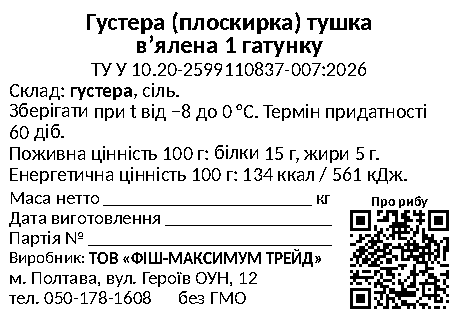 Густера (плоскирка) тушка
в’ялена 1 гатунку
ТУ У 10.20-2599110837-007:2026
Склад: густера, сіль.
Зберігати при t від −8 до 0 °С. Термін придатності
60 діб.
Поживна цінність 100 г: білки 15 г, жири 5 г.
Енергетична цінність 100 г: 134 ккал / 561 кДж.
Маса нетто ______________________ кг
Про рибу
Дата виготовлення __________________
Партія № __________________________
Виробник: ТОВ «ФІШ-МАКСИМУМ ТРЕЙД»
м. Полтава, вул. Героїв ОУН, 12
тел. 050-178-1608 без ГМО